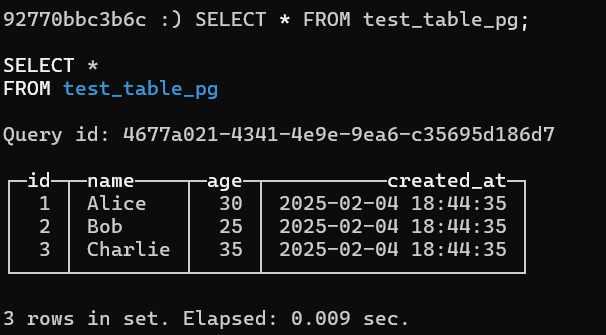 92770bbc3b6c :) SELECT * FROM test_table_pg;
SELECT *
FROM test_table_pg
Query id: 4677a021-4341-4e9e-9ea6-c35695d186d7
id name age created_at
1 Alice 30 2025-02-04 18:44:35
2 Bob 25 2025-02-04 18:44:35
3 Charlie 35 2025-02-04 18:44:35
3 rows in set. Elapsed: 0.009 sec.